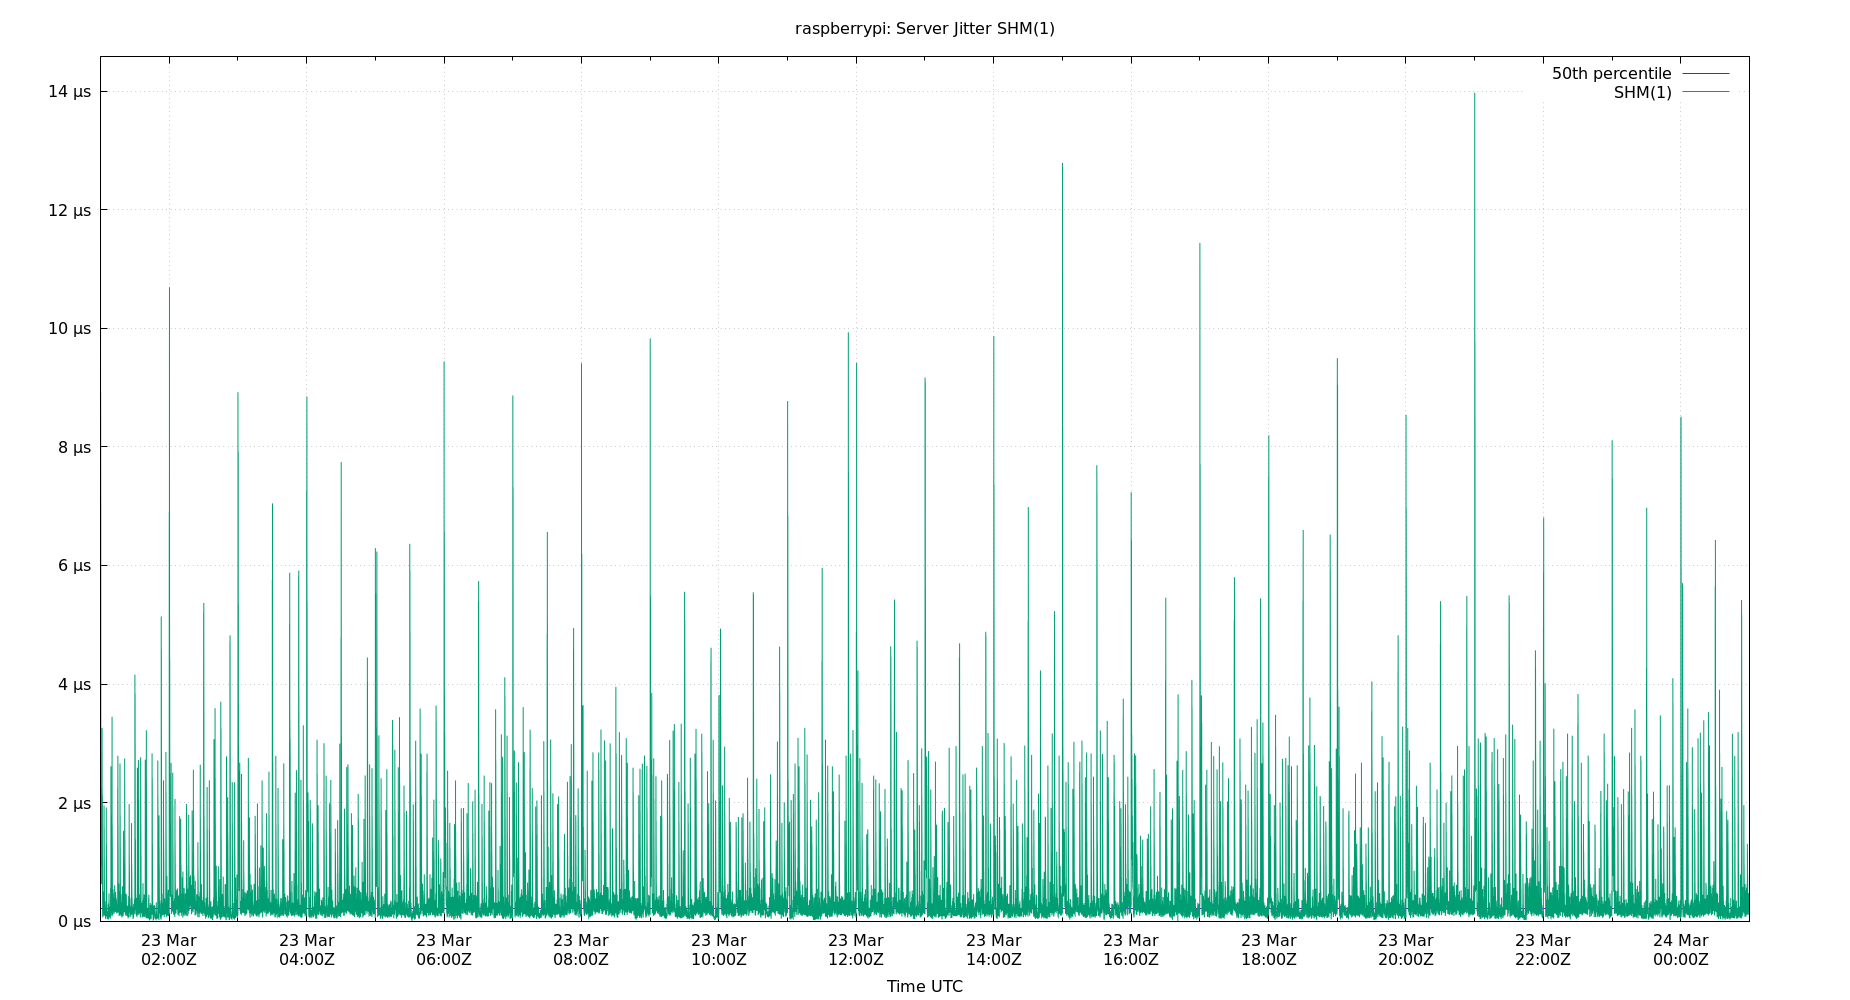 raspberrypi: Server Jitter SHM(1)
50th percentile
SHM(1)
14 µs
12 µs
10 µs
8 µs
6 µs
4 µs
2 µs
0 µs
23 Mar 23 Mar 23 Mar 23 Mar 23 Mar 23 Mar 23 Mar 23 Mar 23 Mar 23 Mar 23 Mar 24 Mar
02:00Z 04:00Z 06:00Z 08:00Z 10:00Z 12:00Z 14:00Z 16:00Z 18:00Z 20:00Z 22:00Z 00:00Z
Time UTC